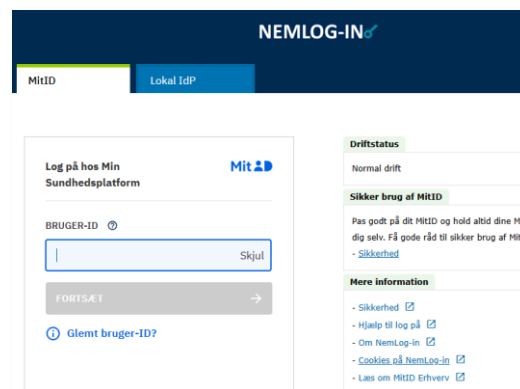 NEMLOG-IN
MitID
Lokal IdP
Log på hos Min
Sundhedsplatform
Mit
BRUGER-ID
Skjul
FORTSÆT
Glemt bruger-ID?
Driftstatus
Normal drift
Sikker brug af MitID
Pas godt på dit MitID og hold altid dine M
dig selv. Få gode råd til sikker brug af Mit
- Sikkerhed
Mere information
- Sikkerhed
- Hjælp til log på
- Om NemLog-in
- Cookies på NemLog-in
- Læs om MitID Erhverv